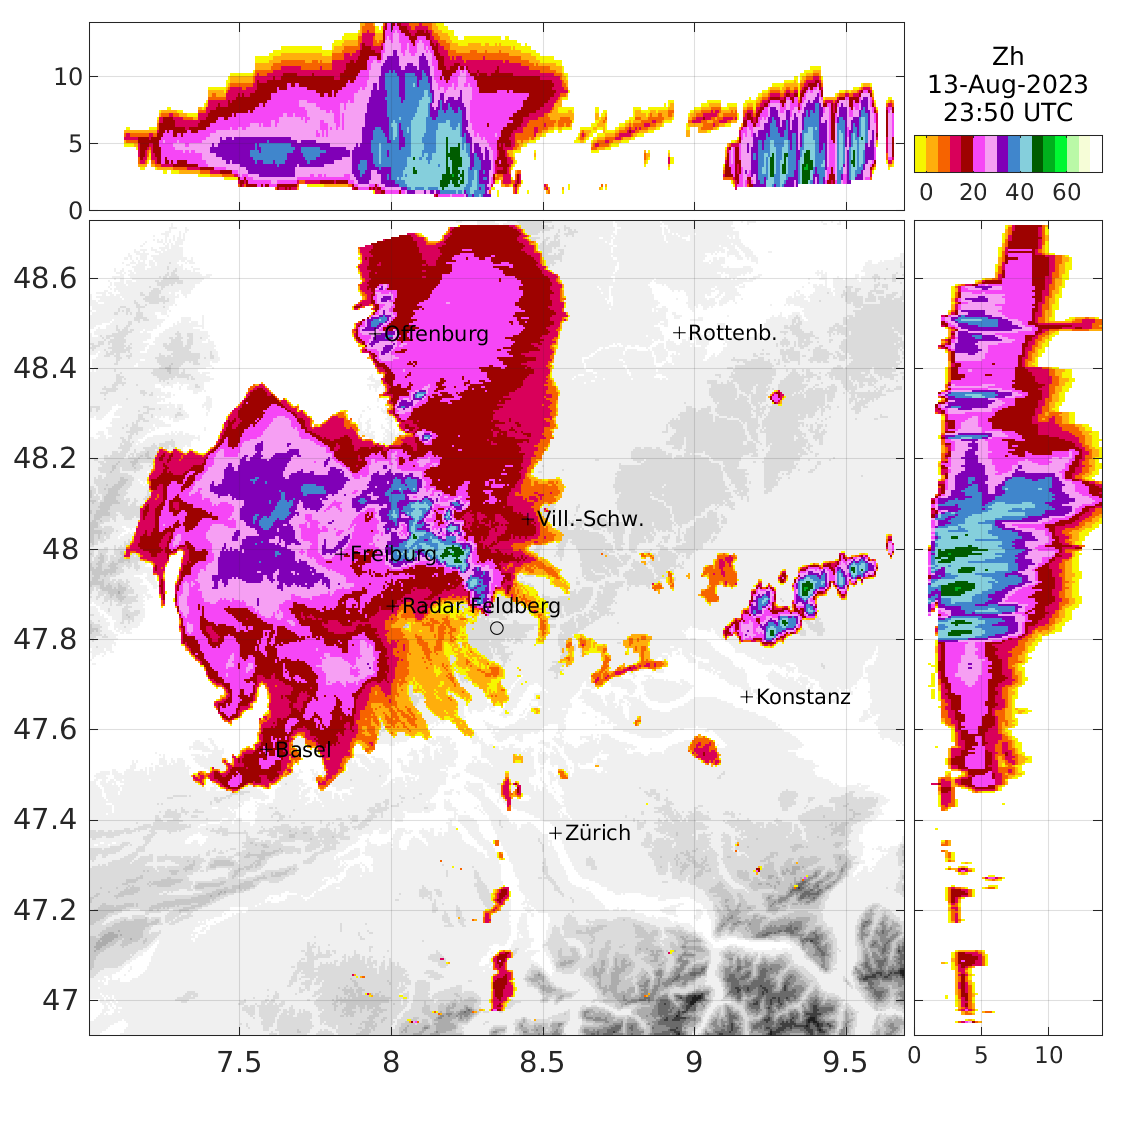 10
5
0
Zh
13-Aug-2023
23:50 UTC
0 20 40 60
48.6
48.4
48.2
48
47.8
47.6
47.4
47.2
47
Offenburg
Rottenb.
Vill.-Schw.
Freiburg
Radar Feldberg
Konstanz
Basel
Zürich
7.5 8 8.5 9 9.5
0 5 10